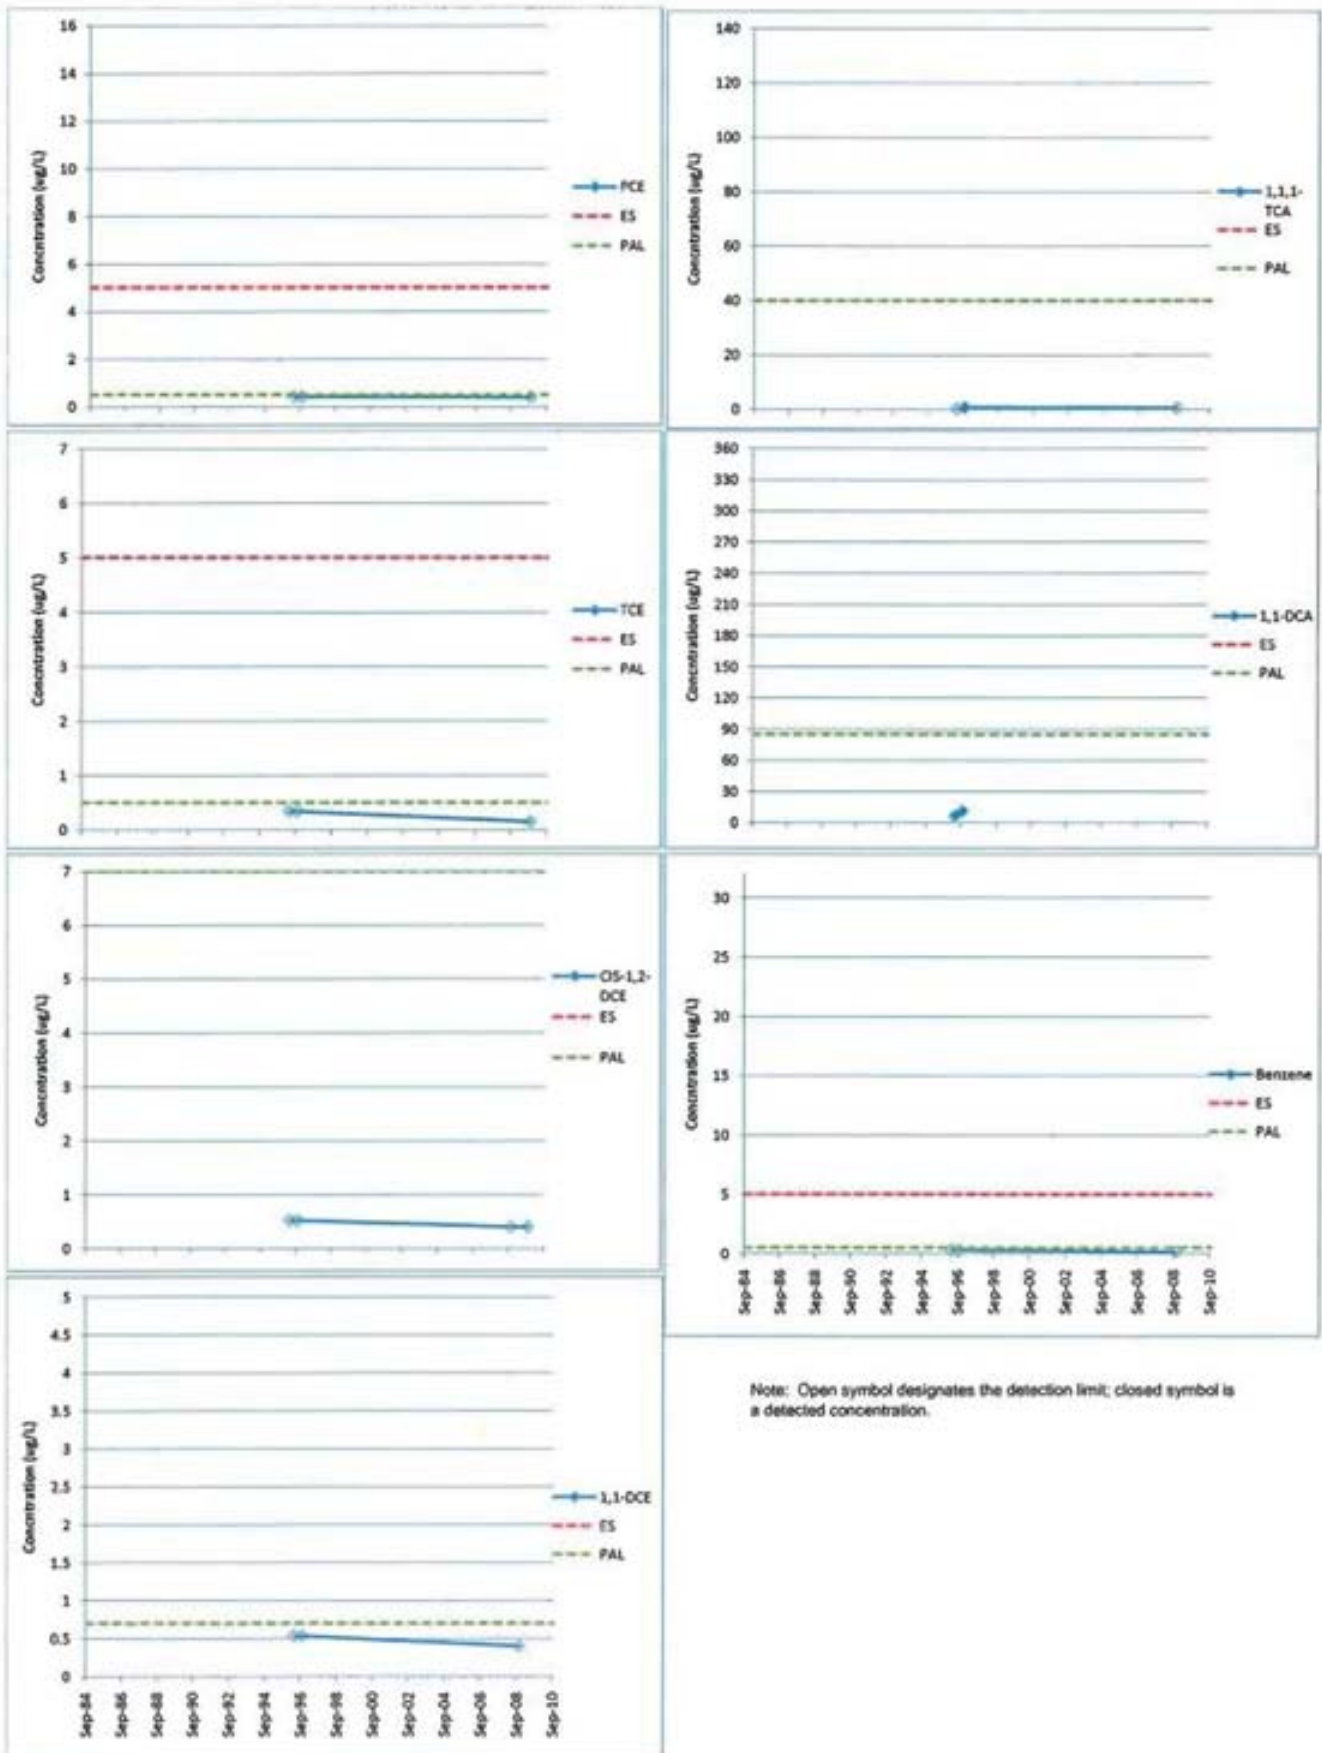 16
14
12
10
8
6
4
2
0
Concntration (ug/L)
PCE
ES
PAL
140
120
100
80
60
40
20
0
Concntration (ug/L)
1,1,1-
TCA
ES
PAL
7
6
5
4
3
2
1
0
Concntration (ug/L)
TCE
ES
PAL
360
330
300
270
240
210
180
150
120
90
60
30
0
Concntration (ug/L)
1,1-DCA
ES
PAL
7
6
5
4
3
2
1
0
Concntration (ug/L)
CIS-1,2-
DCE
ES
PAL
30
25
20
15
10
5
0
Concntration (ug/L)
Benzene
ES
PAL
Sep-84
Sep-86
Sep-88
Sep-90
Sep-92
Sep-94
Sep-96
Sep-98
Sep-00
Sep-02
Sep-04
Sep-06
Sep-08
Sep-10
5
4.5
4
3.5
3
2.5
2
1.5
1
0.5
0
Concntration (ug/L)
1,1-DCE
ES
PAL
Sep-84
Sep-86
Sep-88
Sep-90
Sep-92
Sep-94
Sep-96
Sep-98
Sep-00
Sep-02
Sep-04
Sep-06
Sep-08
Sep-10
Note: Open symbol designates the detection limit; closed symbol is
a detected concentration.